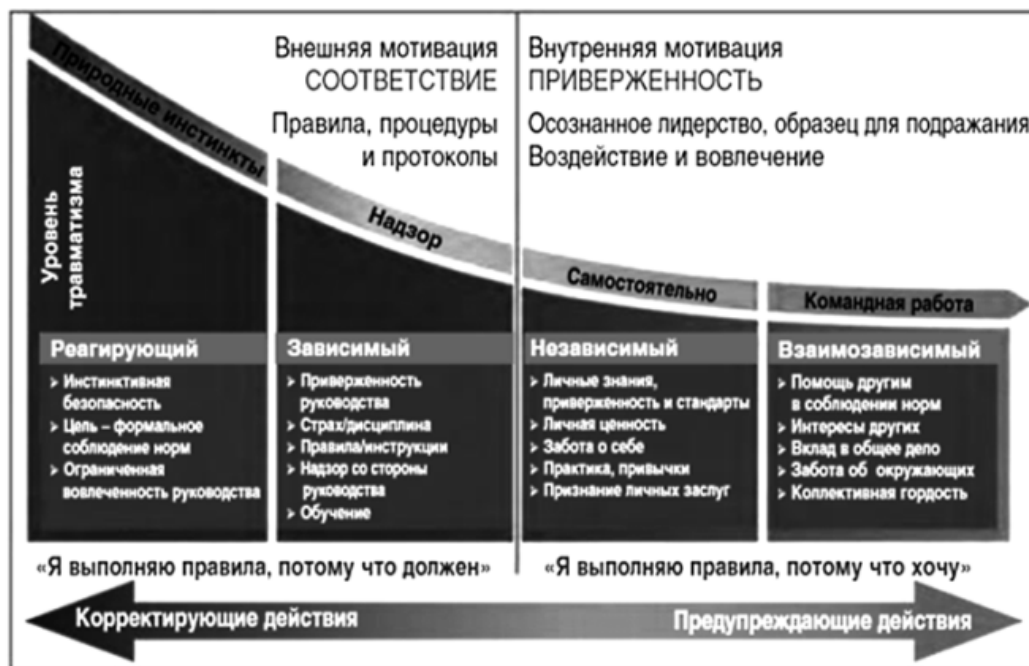 Внешняя мотивация
СООТВЕТСТВИЕ
Правила, процедуры
и протоколы
Внутренняя мотивация
ПРИВЕРЖЕННОСТЬ
Осознанное лидерство, образец для подражания
Воздействие и вовлечение
Природные инстинкты
Надзор
Самостоятельно
Командная работа
Уровень
травматизма
Реагирующий
> Инстинктивная
безопасность
> Цель – формальное
соблюдение норм
> Ограниченная
вовлеченность руководства
Зависимый
> Приверженность
руководства
> Страх/дисциплина
> Правила/инструкции
> Надзор со стороны
руководства
> Обучение
Независимый
> Личные знания,
приверженность и стандарты
> Личная ценность
> Забота о себе
> Практика, привычки
> Признание личных заслуг
Взаимозависимый
> Помощь другим
в соблюдении норм
> Интересы других
> Вклад в общее дело
> Забота об окружающих
> Коллективная гордость
«Я выполняю правила, потому что должен»
«Я выполняю правила, потому что хочу»
Корректирующие действия
Предупреждающие действия